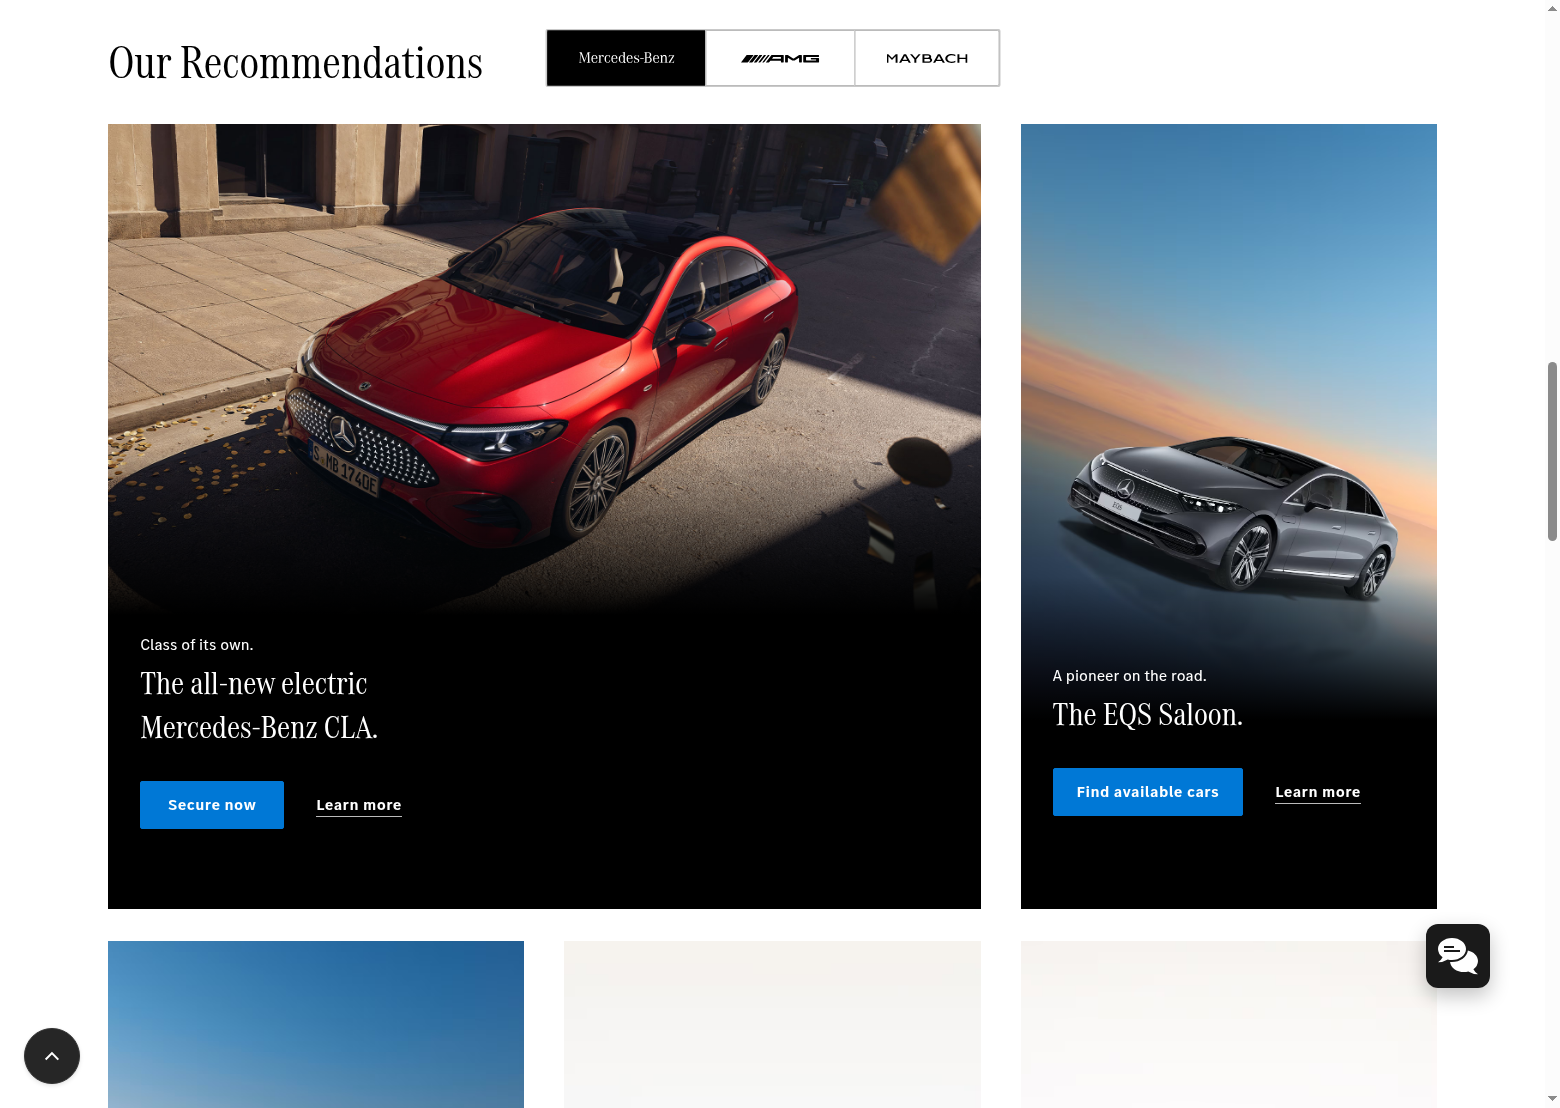 Our Recommendations
Mercedes-Benz
AMG
MAYBACH
S MB 1740E
EQS
Class of its own.
The all-new electric
Mercedes-Benz CLA.
Secure now
Learn more
A pioneer on the road.
The EQS Saloon.
Find available cars
Learn more